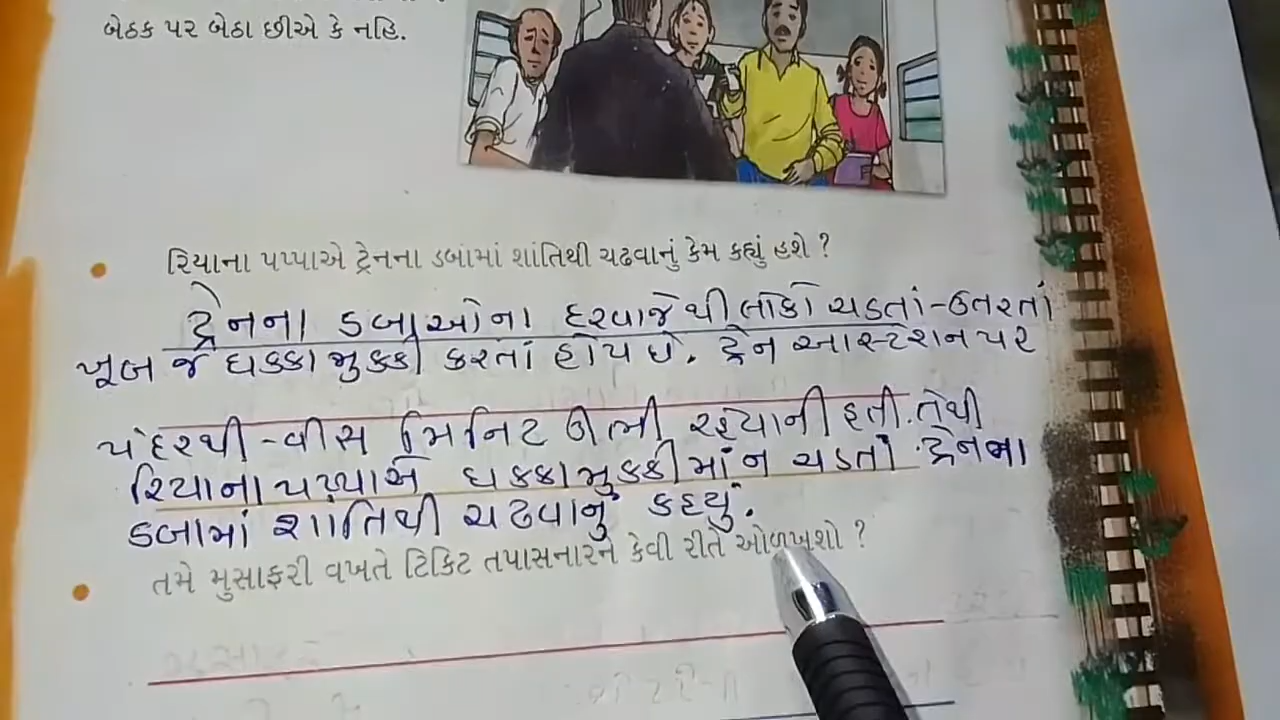 બેઠક પર બેઠા છીએ કે નહિ.
રિયાના પપ્પાએ ટ્રેનના ડબામાં શાંતિથી ચઢવાનું કેમ કહ્યું હશે ?
ટ્રેનના ડબાઓના દરવાજેથી લોકો ચડતાં-ઉતરતાં
ખૂબ જ ધક્કામુક્કી કરતાં હોય છે. ટ્રેન આ સ્ટેશન પર
પંદરથી-વીસ મિનિટ ઊભી રહેવાની હતી. તેથી
રિયાના પપ્પાએ ધક્કામુક્કીમાં ન ચડતાં ટ્રેનના
ડબામાં શાંતિથી ચઢવાનું કહ્યું.
તમે મુસાફરી વખતે ટિકિટ તપાસનારને કેવી રીતે ઓળખશો ?